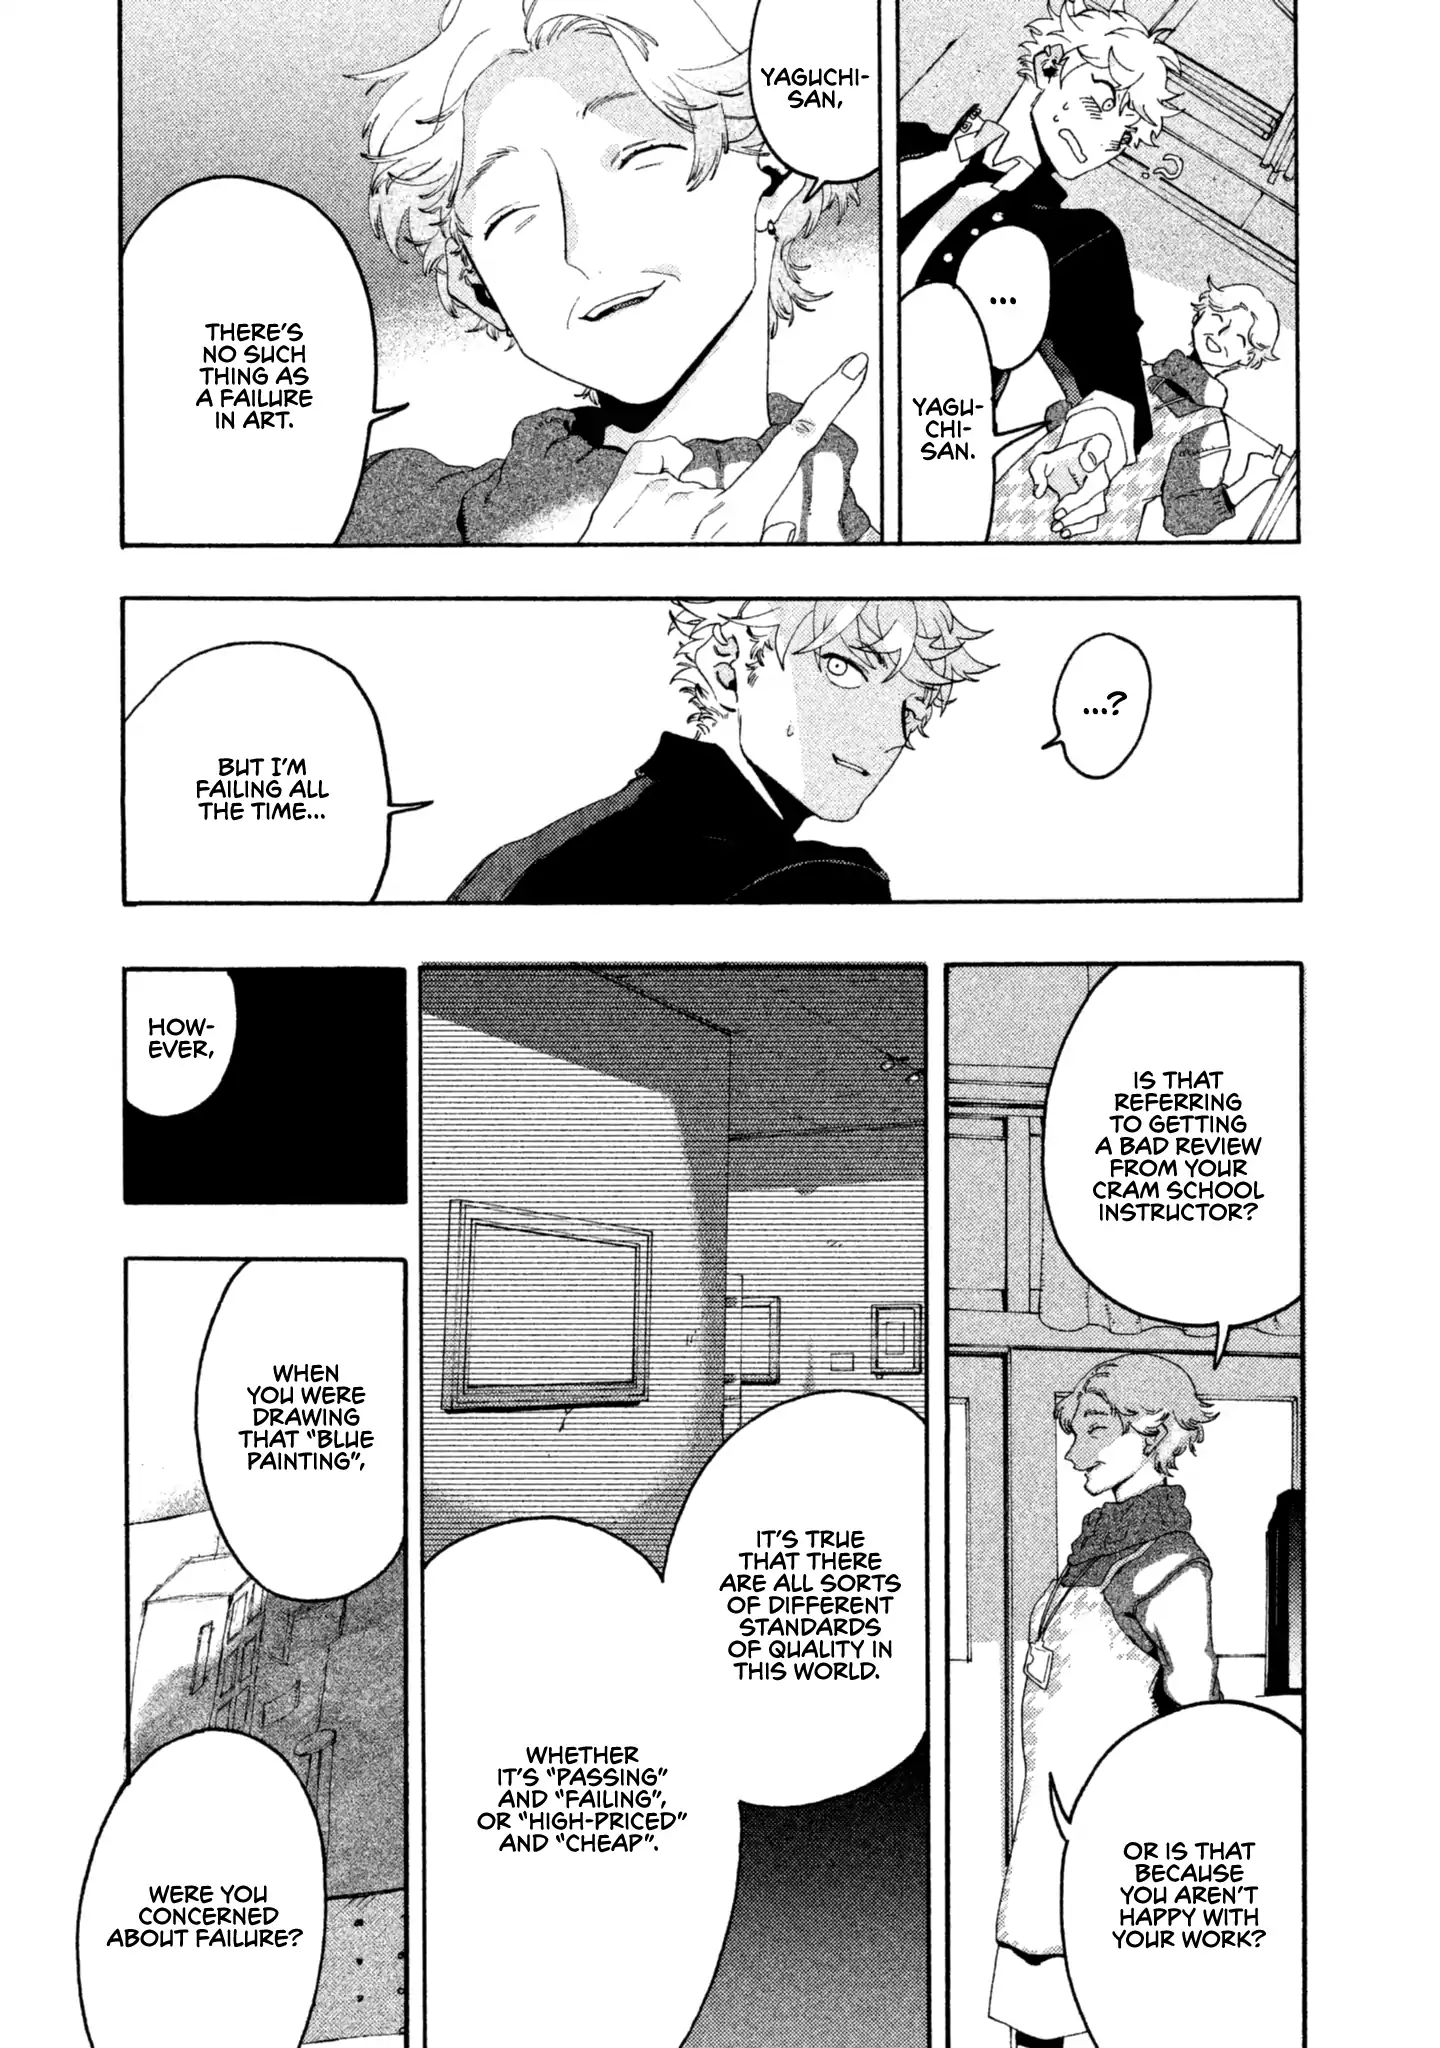 ...
YAGU-
CHI-
SAN.
YAGUCHI-
SAN,
THERE'S
NO SUCH
THING AS
A FAILURE
IN ART.
...?
BUT I'M
FAILING ALL
THE TIME...
IS THAT
REFERRING
TO GETTING
A BAD REVIEW
FROM YOUR
CRAM SCHOOL
INSTRUCTOR?
OR IS THAT
BECAUSE
YOU AREN'T
HAPPY WITH
YOUR WORK?
IT'S TRUE
THAT THERE
ARE ALL SORTS
OF DIFFERENT
STANDARDS
OF QUALITY IN
THIS WORLD.
WHETHER
IT'S "PASSING"
AND "FAILING",
OR "HIGH-PRICED"
AND "CHEAP".
HOW-
EVER,
WHEN
YOU WERE
DRAWING
THAT "BLUE
PAINTING",
WERE YOU
CONCERNED
ABOUT FAILURE?